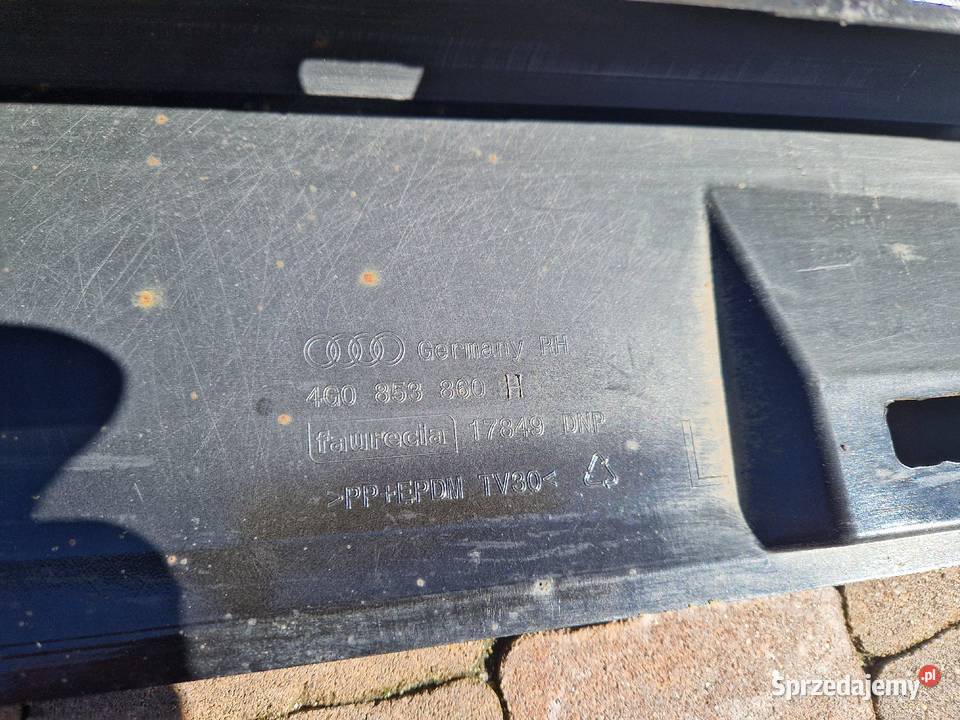 Germany RH
4G0 853 860 H
faurecia 17849 DNP
>PP+EPDM TV30<
L
Sprzedajemy.pl